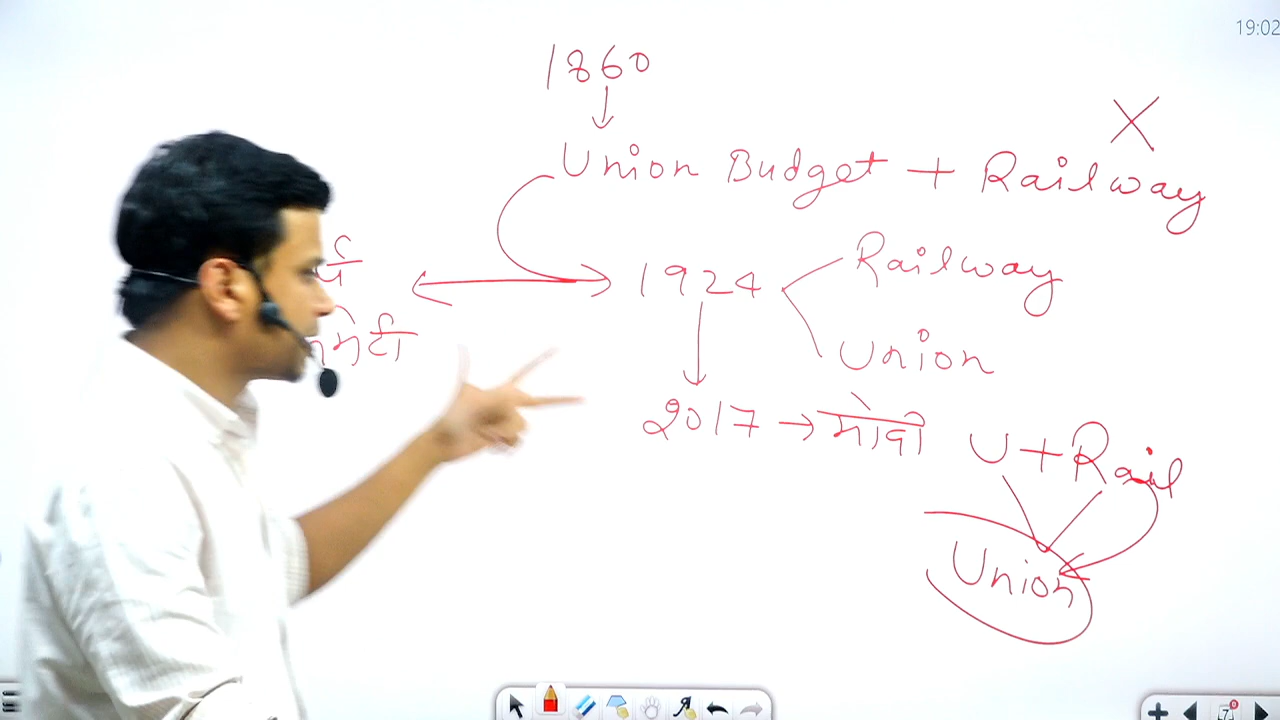 19:02
1860
Union Budget + Railway
1924
Railway
Union
2017 → मोदी
U + Rail
Union